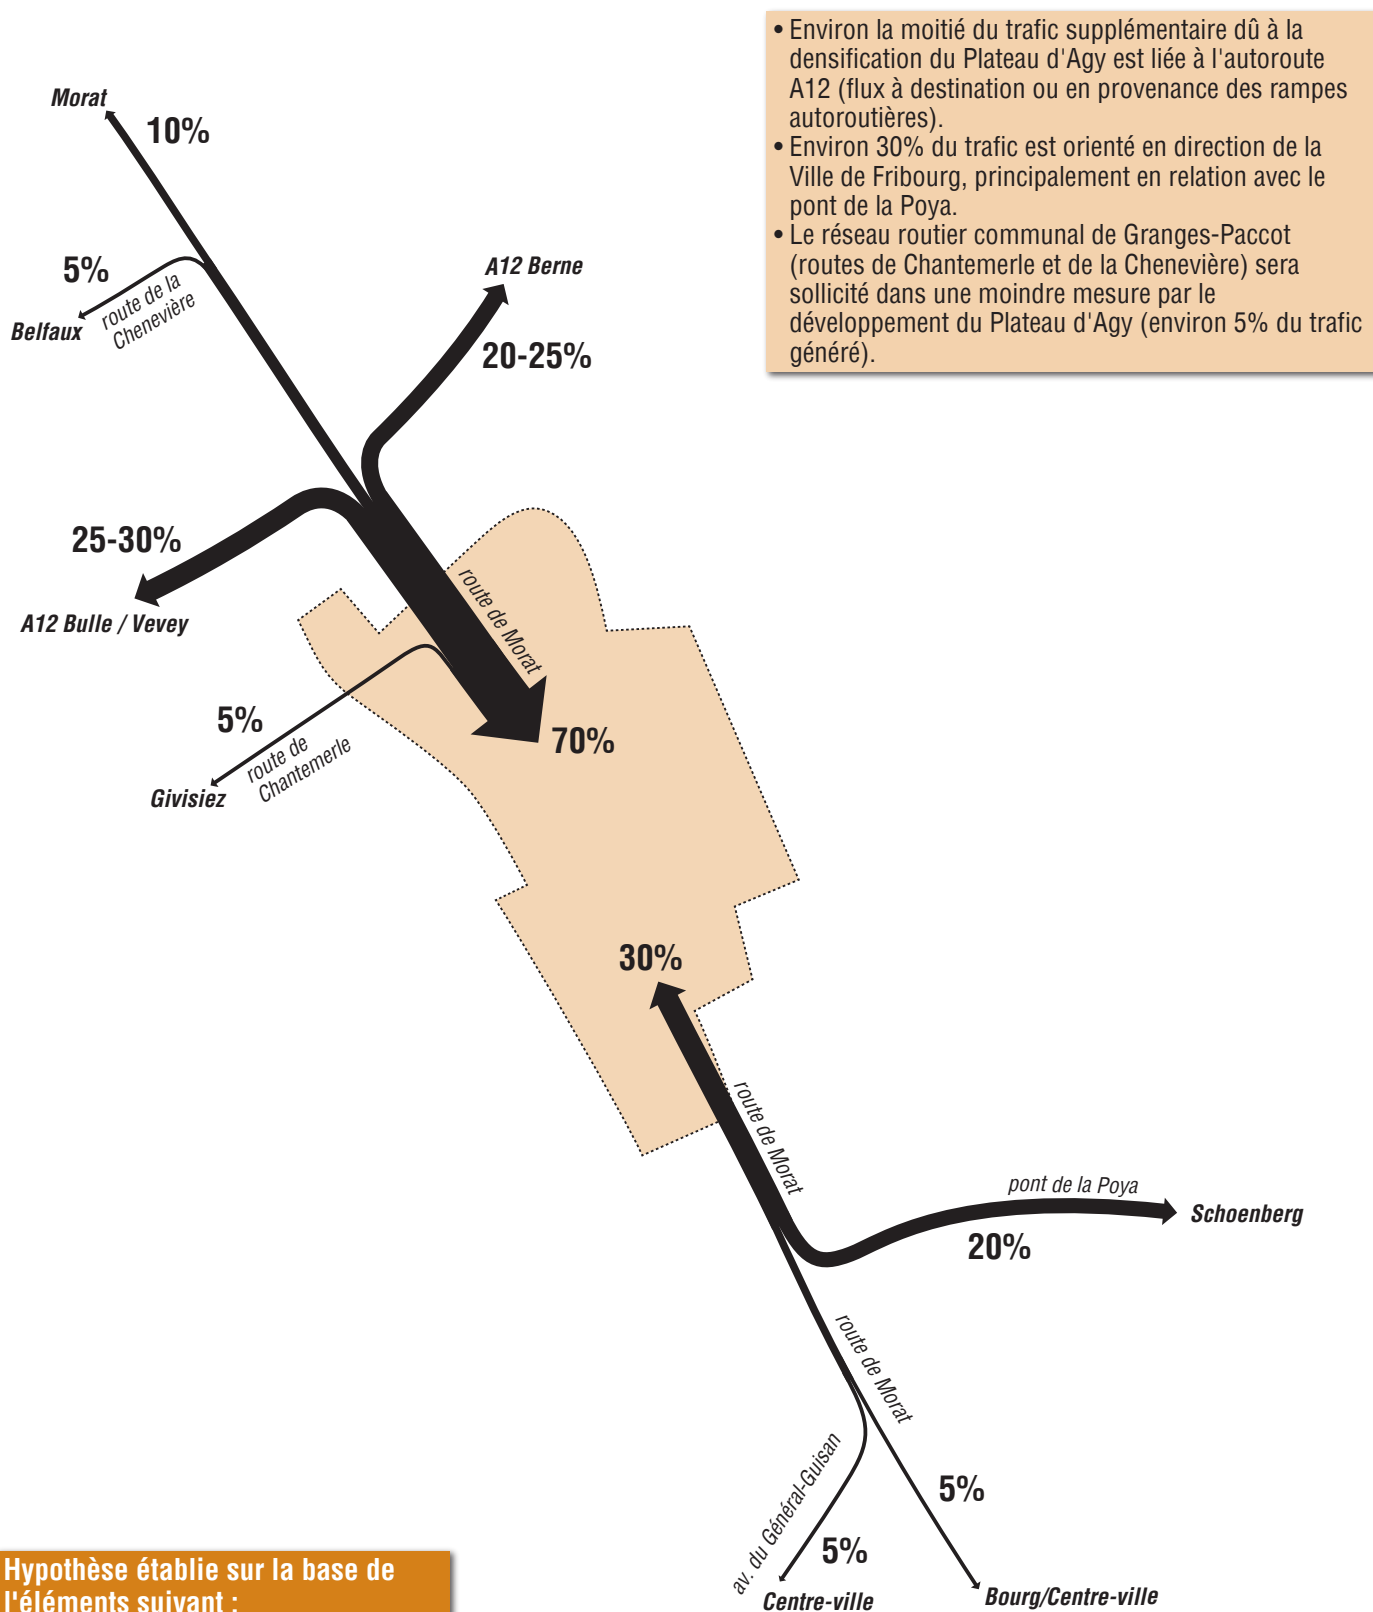 • Environ la moitié du trafic supplémentaire dû à la
densification du Plateau d'Agy est liée à l'autoroute
A12 (flux à destination ou en provenance des rampes
autoroutières).
• Environ 30% du trafic est orienté en direction de la
Ville de Fribourg, principalement en relation avec le
pont de la Poya.
• Le réseau routier communal de Granges-Paccot
(routes de Chantemerle et de la Chenevière) sera
sollicité dans une moindre mesure par le
développement du Plateau d'Agy (environ 5% du trafic
généré).
Morat
10%
5%
route de la
Chenevière
Belfaux
A12 Berne
20-25%
25-30%
A12 Bulle / Vevey
route de Morat
5%
route de
Chantemerle
Givisiez
70%
30%
route de Morat
pont de la Poya
Schoenberg
20%
route de Morat
av. du Général-Guisan
5%
5%
Centre-ville
Bourg/Centre-ville
Hypothèse établie sur la base de
l'éléments suivant :